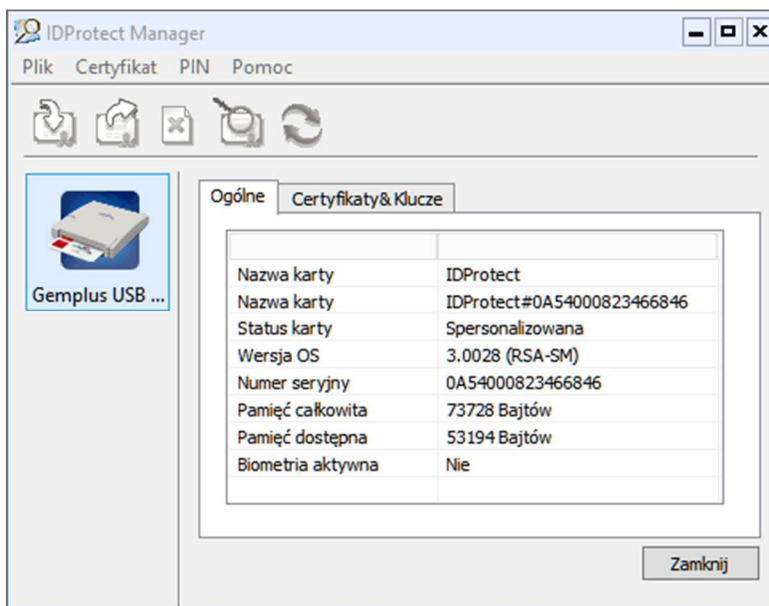 IDProtect Manager
Plik Certyfikat PIN Pomoc
Gemplus USB ...
Ogólne Certyfikaty& Klucze
Nazwa karty IDProtect
Nazwa karty IDProtect#0A54000823466846
Status karty Spersonalizowana
Wersja OS 3.0028 (RSA-SM)
Numer seryjny 0A54000823466846
Pamięć całkowita 73728 Bajtów
Pamięć dostępna 53194 Bajtów
Biometria aktywna Nie
Zamknij